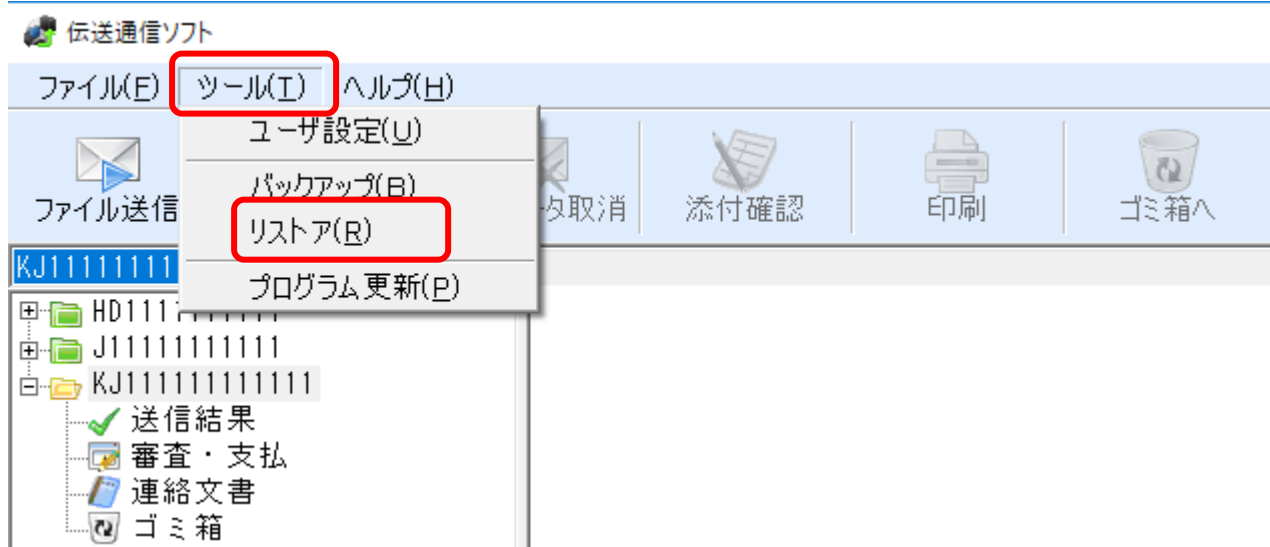 伝送通信ソフト
ファイル(F) ツール(T) ヘルプ(H)
ユーザ設定(U)
バックアップ(B)
リストア(R)
プログラム更新(P)
ファイル送信
タ取消
添付確認
印刷
ゴミ箱へ
KJ11111111
HD1111111111
J11111111111
KJ111111111111
送信結果
審査・支払
連絡文書
ゴミ箱